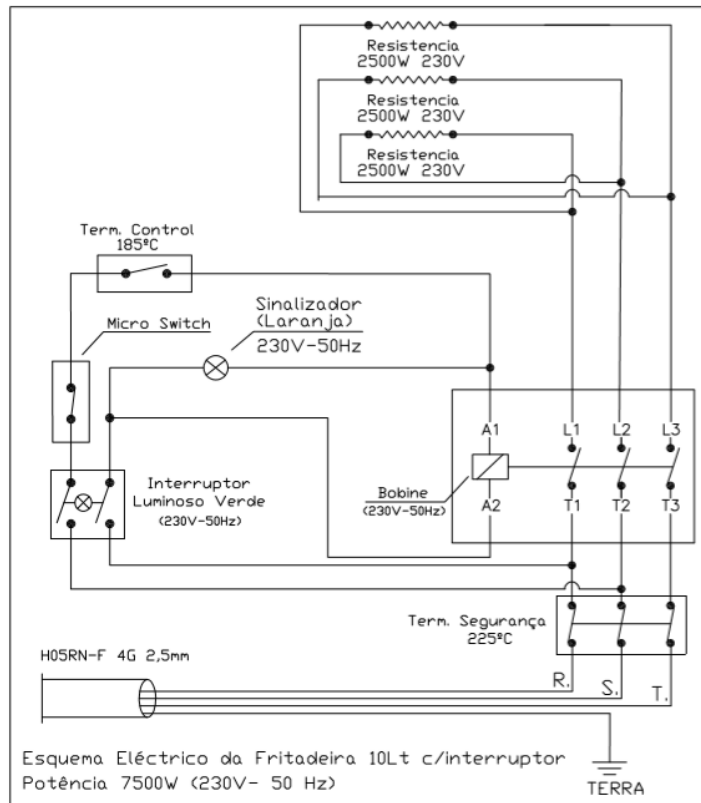 Resistencia
2500W 230V
Resistencia
2500W 230V
Resistencia
2500W 230V
Term. Control
185ºC
Sinalizador
(Laranja)
230V-50Hz
Micro Switch
A1 L1 L2 L3
Interruptor
Luminoso Verde
(230V-50Hz)
Bobine
(230V-50Hz)
A2 T1 T2 T3
Term. Segurança
225ºC
H05RN-F 4G 2,5mm
R. S. T.
Esquema Eléctrico da Fritadeira 10Lt c/interruptor
Potência 7500W (230V- 50 Hz)
TERRA